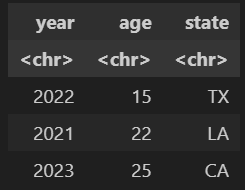 year age state
<chr> <chr> <chr>
2022 15 TX
2021 22 LA
2023 25 CA